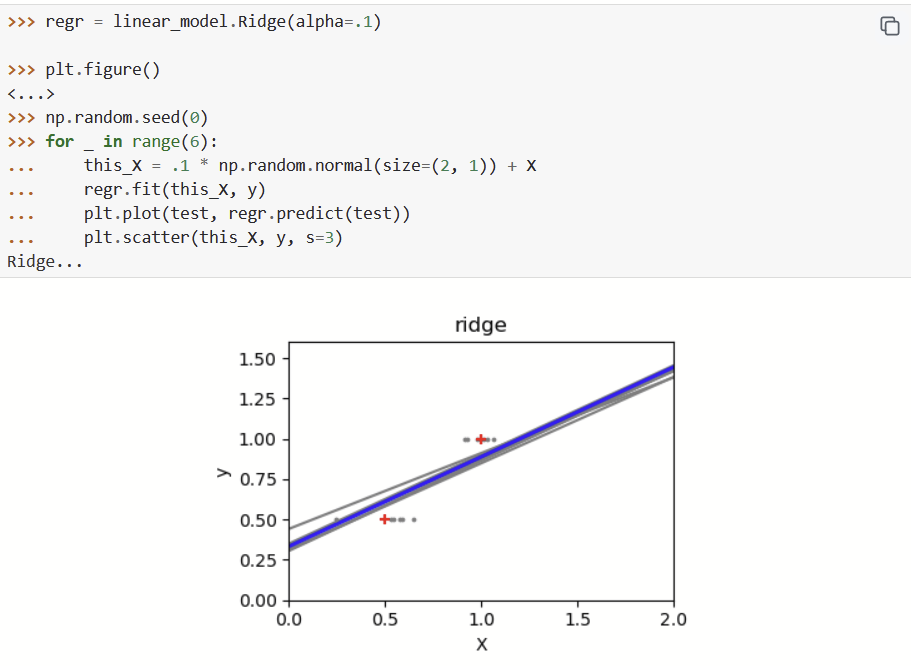 >>> regr = linear_model.Ridge(alpha=.1)
>>> plt.figure()
<...>
>>> np.random.seed(0)
>>> for _ in range(6):
...     this_X = .1 * np.random.normal(size=(2, 1)) + X
...     regr.fit(this_X, y)
...     plt.plot(test, regr.predict(test))
...     plt.scatter(this_X, y, s=3)
Ridge...
ridge
1.50
1.25
1.00
0.75
0.50
0.25
0.00
y
0.0 0.5 1.0 1.5 2.0
X